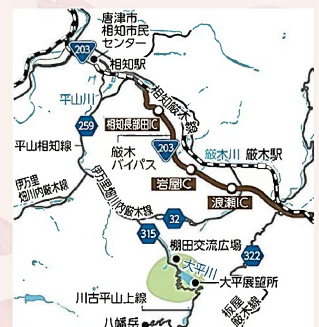 唐津市
相知市民
センター
203
相知駅
平山川
相知厳木線
259
相知長部田IC
平山相知線
203
厳木
バイパス
厳木川
厳木駅
伊万里
畑川内厳木線
伊万里畑川内厳木線
岩屋IC
浪瀬IC
32
315
棚田交流広場
322
大平川
大平展望所
川古平山上線
板屋
厳木線
八幡岳